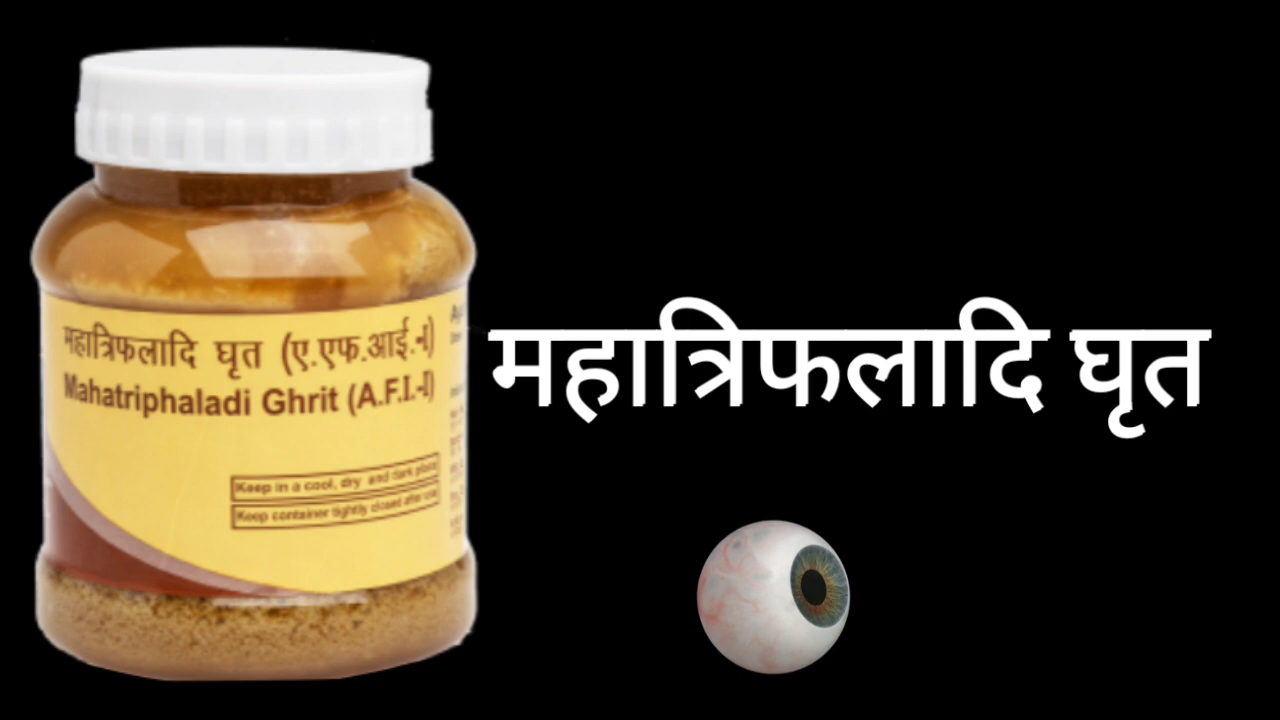 महात्रिफलादि घृत (ए.एफ.आई.-I)
Mahatriphaladi Ghrit (A.F.I.-I)
Keep in a cool, dry and dark place
Keep container tightly closed after use
महात्रिफलादि घृत